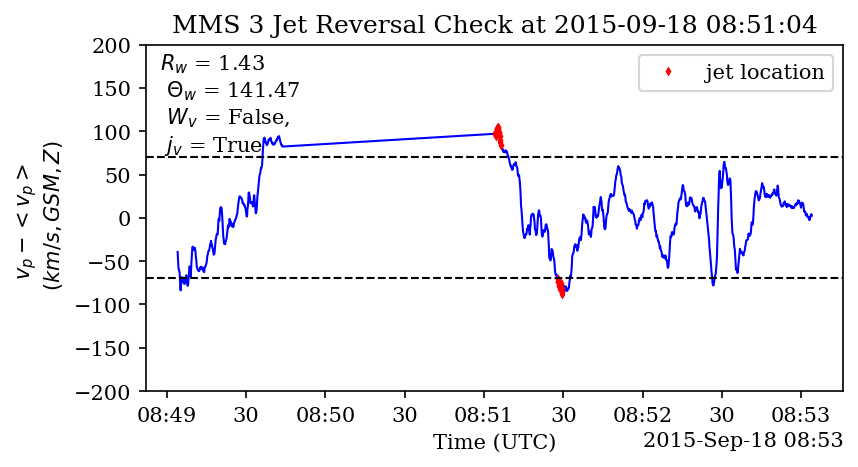 MMS 3 Jet Reversal Check at 2015-09-18 08:51:04
R_w = 1.43
Θ_w = 141.47
W_v = False,
j_v = True
jet location
v_p − < v_p >
(km/s, GSM, Z)
200
150
100
50
0
−50
−100
−150
−200
08:49 30 08:50 30 08:51 30 08:52 30 08:53
Time (UTC)
2015-Sep-18 08:53